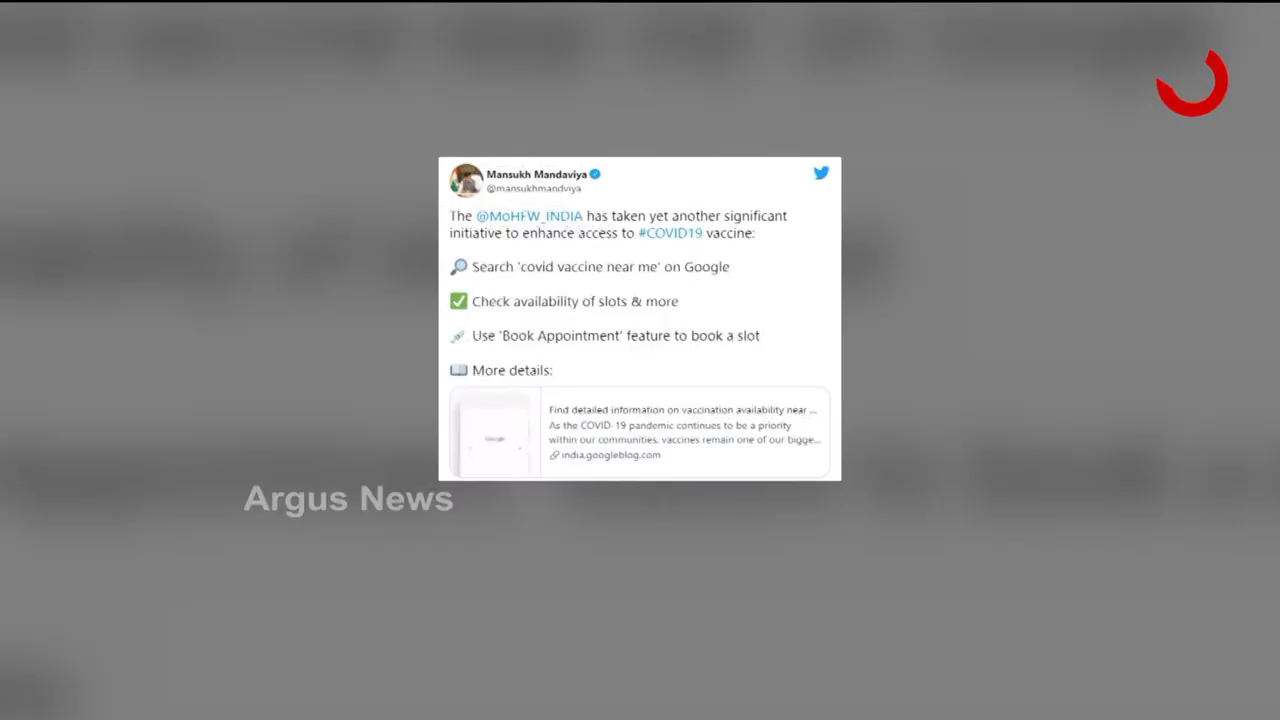 Mansukh Mandaviya
@mansukhmandviya
The @MoHFW_INDIA has taken yet another significant
initiative to enhance access to #COVID19 vaccine:
Search 'covid vaccine near me' on Google
Check availability of slots & more
Use 'Book Appointment' feature to book a slot
More details:
Google
Find detailed information on vaccination availability near ...
As the COVID-19 pandemic continues to be a priority
within our communities, vaccines remain one of our bigge...
india.googleblog.com
Argus News